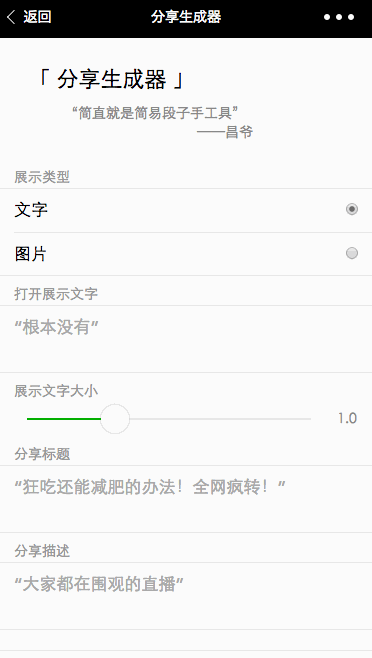 返回 分享生成器
「 分享生成器 」
“简直就是简易段子手工具”
——昌爷
展示类型
文字
图片
打开展示文字
“根本没有”
展示文字大小
1.0
分享标题
“狂吃还能减肥的办法！全网疯转！”
分享描述
“大家都在围观的直播”